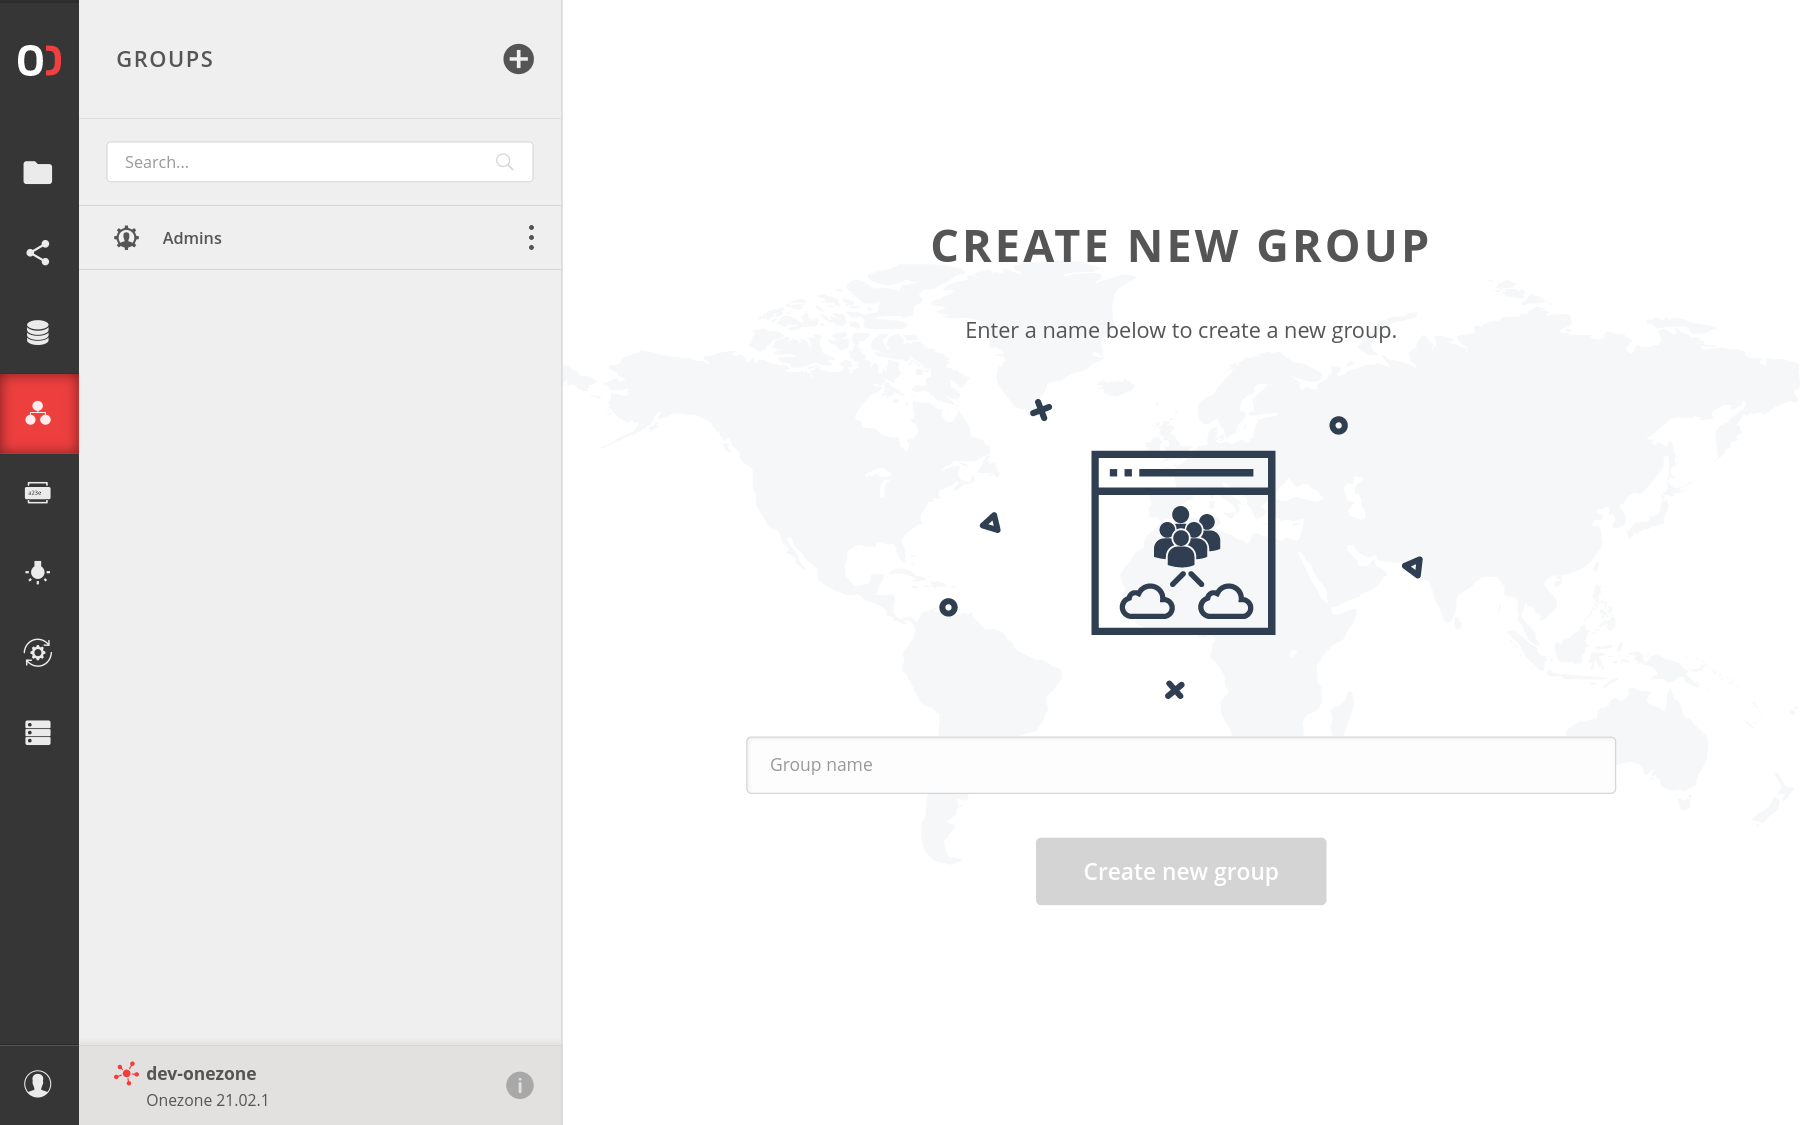 GROUPS
Search...
Admins
a23e
dev-onezone
Onezone 21.02.1
CREATE NEW GROUP
Enter a name below to create a new group.
Group name
Create new group